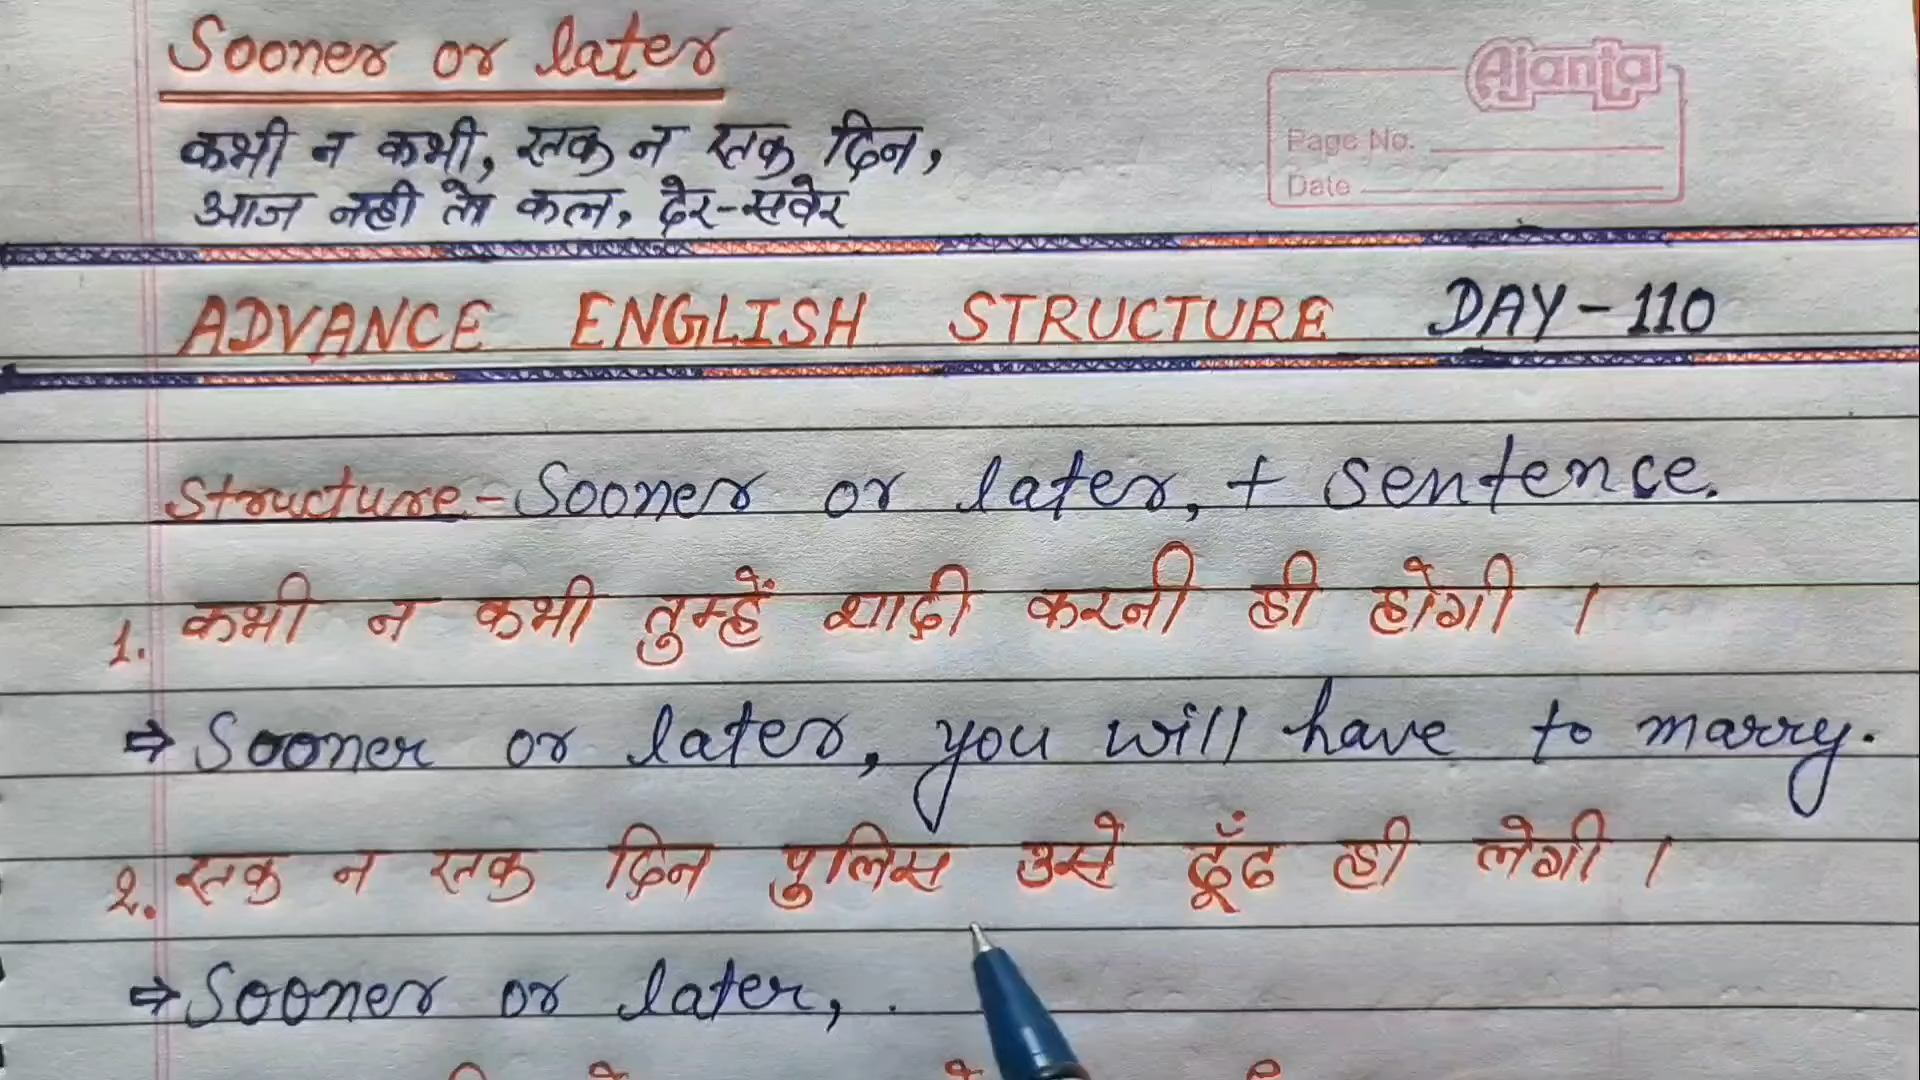 Sooner or later
Ajanta
कभी न कभी, एक न एक दिन,
Page No.
आज नही तो कल, देर-सवेर
Date
ADVANCE ENGLISH STRUCTURE DAY-110
Structure-Sooner or later, + sentence.
1. कभी न कभी तुम्हें शादी करनी ही होगी ।
⇒ Sooner or later, you will have to marry.
2. एक न एक दिन पुलिस उसे ढूँढ ही लेगी ।
⇒ Sooner or later, .